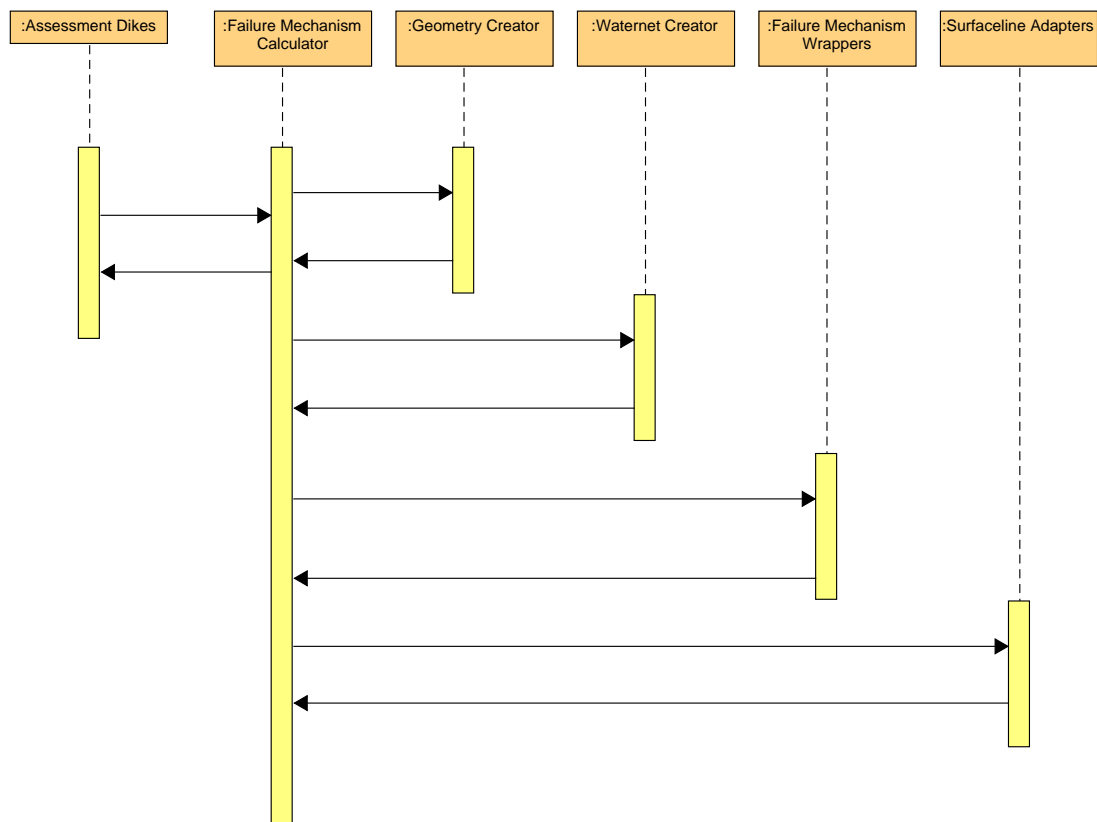 :Assessment Dikes
:Failure Mechanism
Calculator
:Geometry Creator
:Waternet Creator
:Failure Mechanism
Wrappers
:Surfaceline Adapters